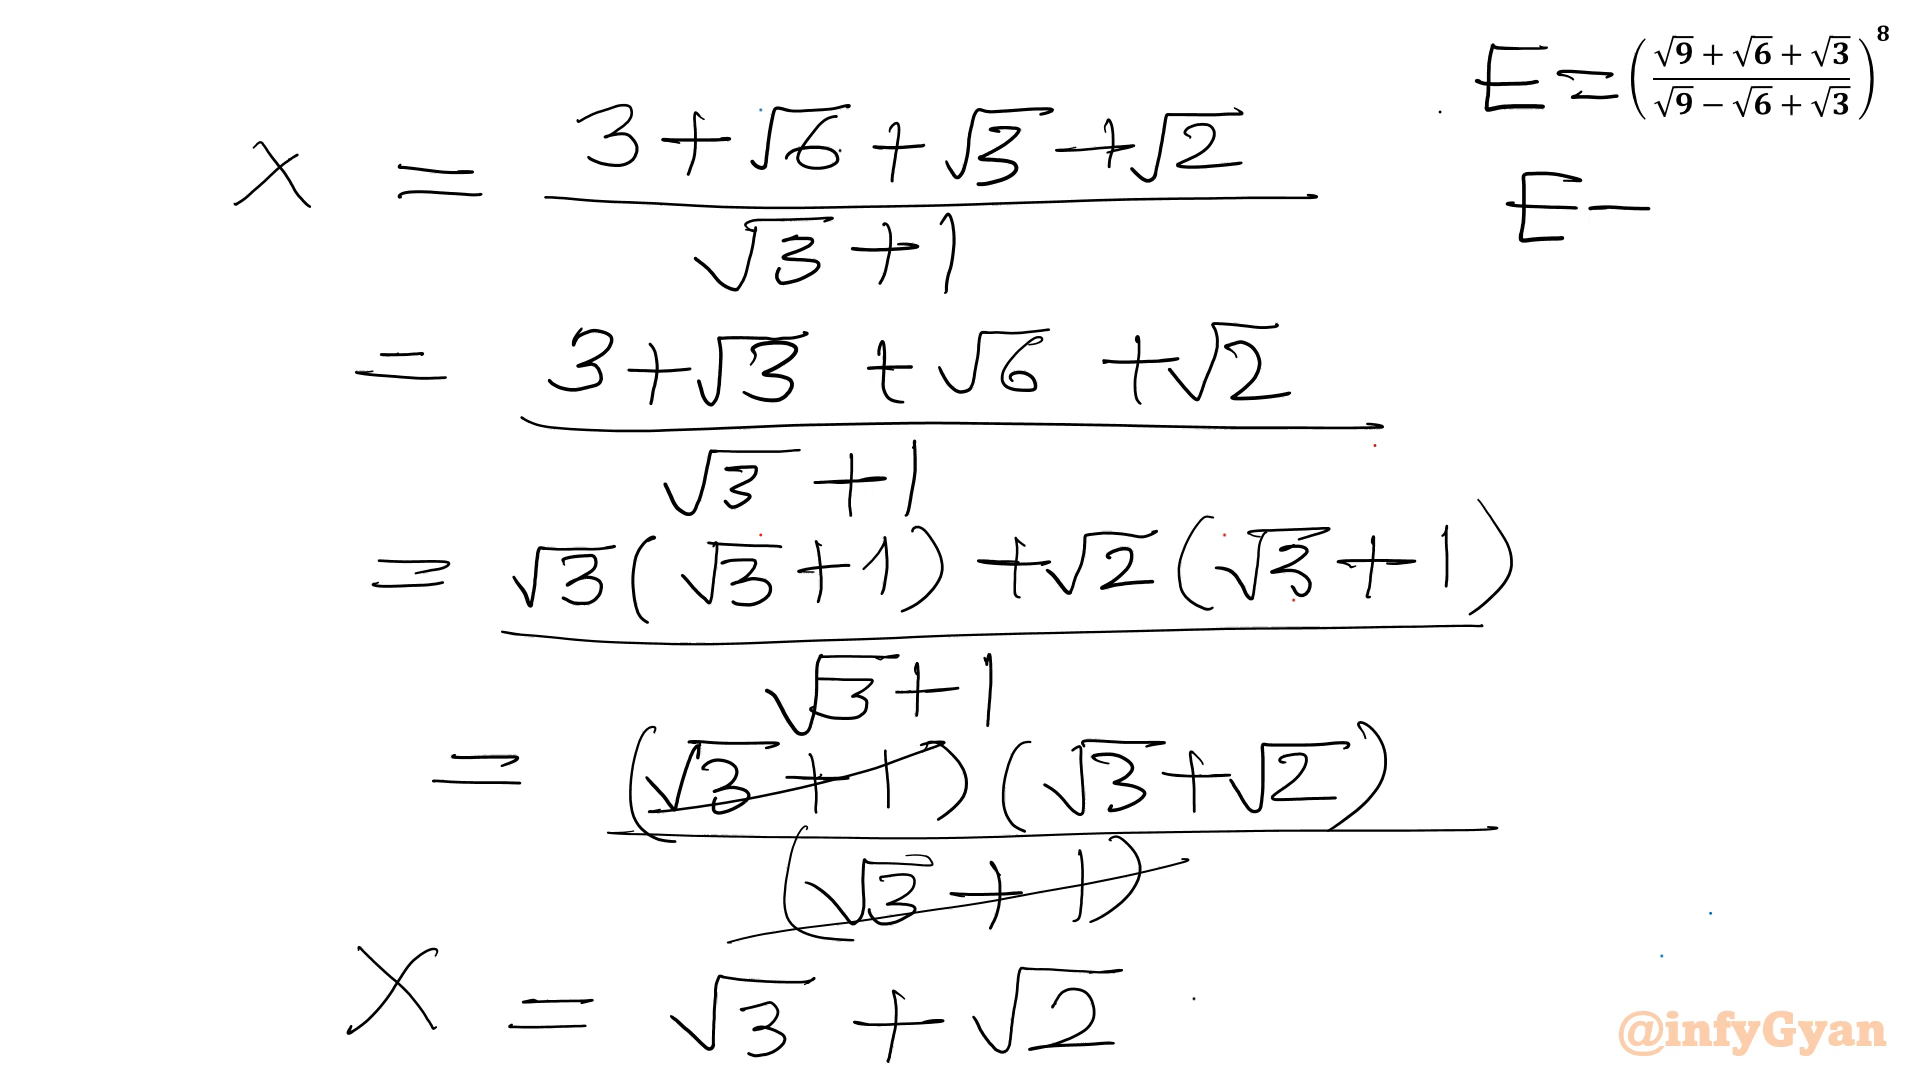 x = (3 + √6 + √3 + √2) / (√3 + 1)
E = ((√9 + √6 + √3) / (√9 − √6 + √3))^8
E −
= (3 + √3 + √6 + √2) / (√3 + 1)
= (√3(√3 + 1) + √2(√3 + 1)) / (√3 + 1)
= ((√3 + 1)(√3 + √2)) / (√3 + 1)
x = √3 + √2
@infyGyan